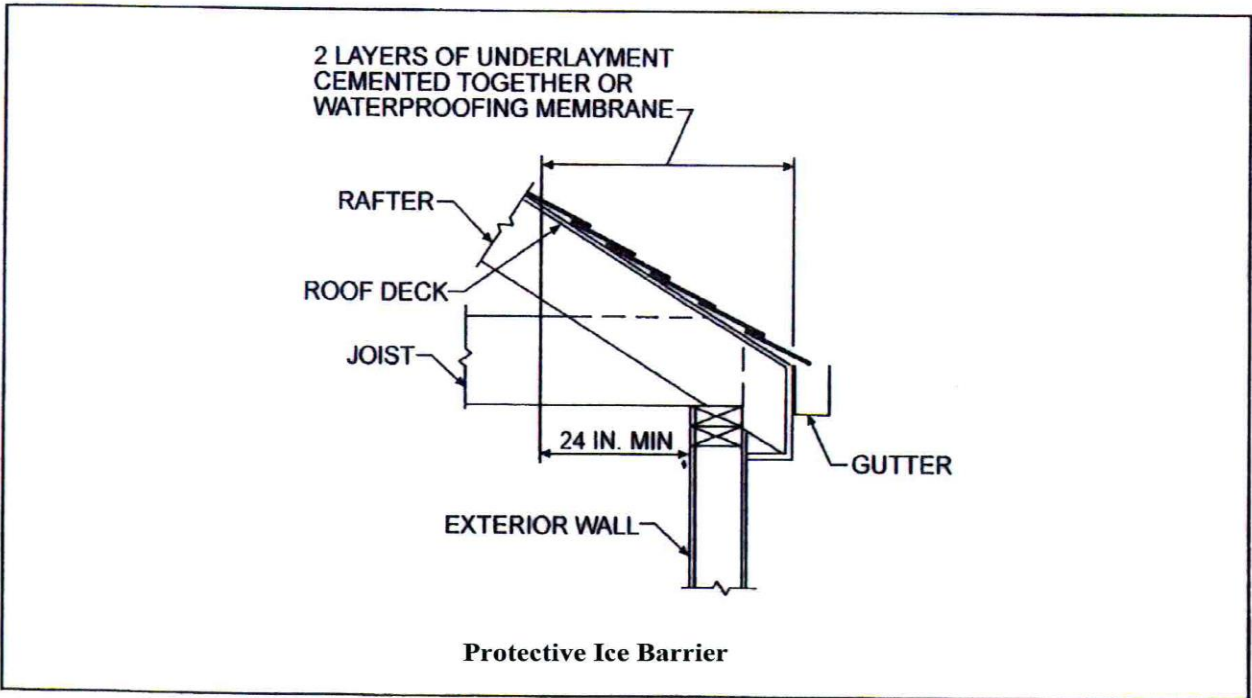 2 LAYERS OF UNDERLAYMENT
CEMENTED TOGETHER OR
WATERPROOFING MEMBRANE
RAFTER
ROOF DECK
JOIST
24 IN. MIN
GUTTER
EXTERIOR WALL
Protective Ice Barrier